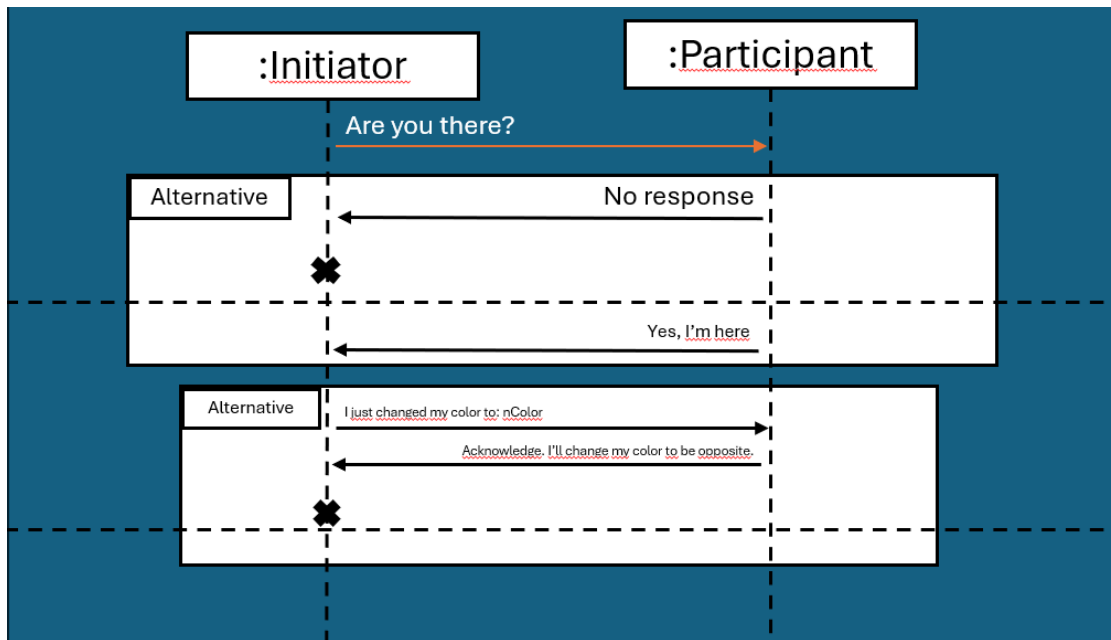 :Initiator
:Participant
Are you there?
Alternative
No response
Yes, I’m here
Alternative
I just changed my color to: nColor
Acknowledge. I’ll change my color to be opposite.